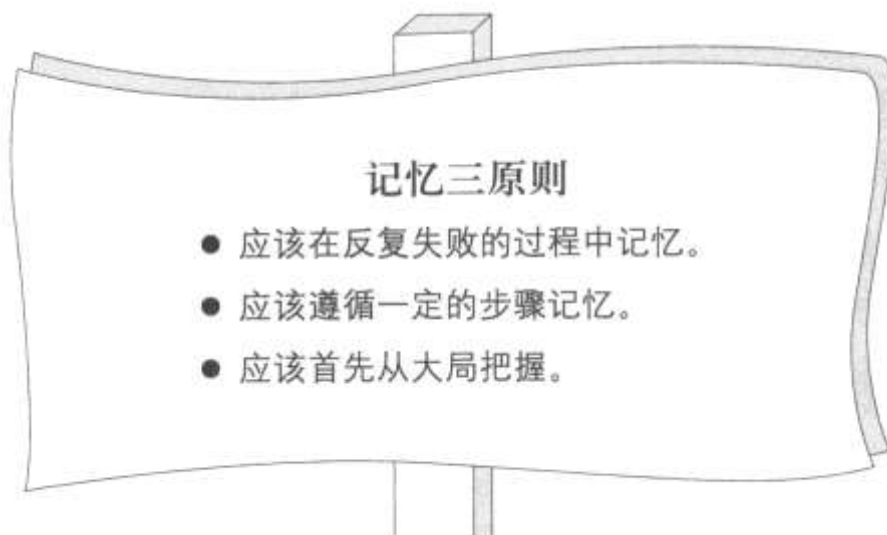 记忆三原则
● 应该在反复失败的过程中记忆。
● 应该遵循一定的步骤记忆。
● 应该首先从大局把握。